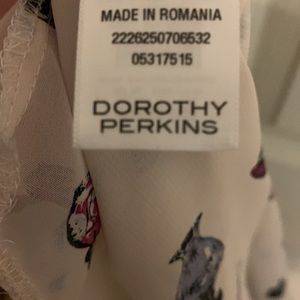 MADE IN ROMANIA
2226250706532
05317515
DOROTHY
PERKINS